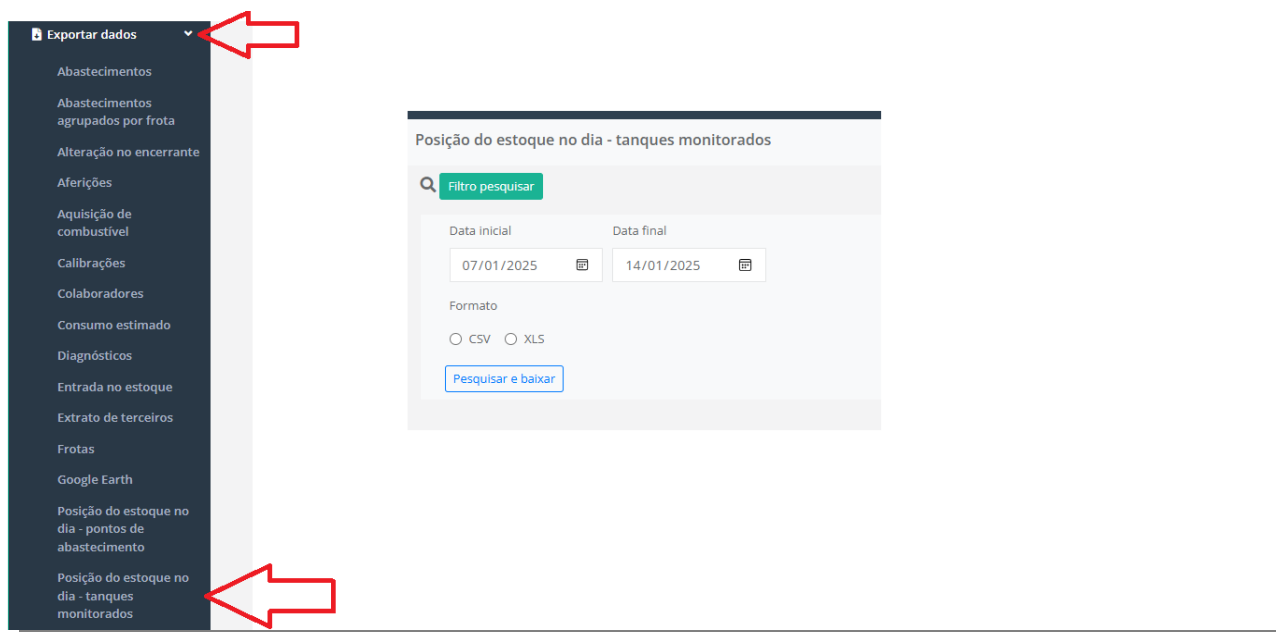 Exportar dados
Abastecimentos
Abastecimentos
agrupados por frota
Alteração no encerrante
Aferições
Aquisição de
combustível
Calibrações
Colaboradores
Consumo estimado
Diagnósticos
Entrada no estoque
Extrato de terceiros
Frotas
Google Earth
Posição do estoque no
dia - pontos de
abastecimento
Posição do estoque no
dia - tanques
monitorados
Posição do estoque no dia - tanques monitorados
Filtro pesquisar
Data inicial Data final
07/01/2025 14/01/2025
Formato
CSV XLS
Pesquisar e baixar